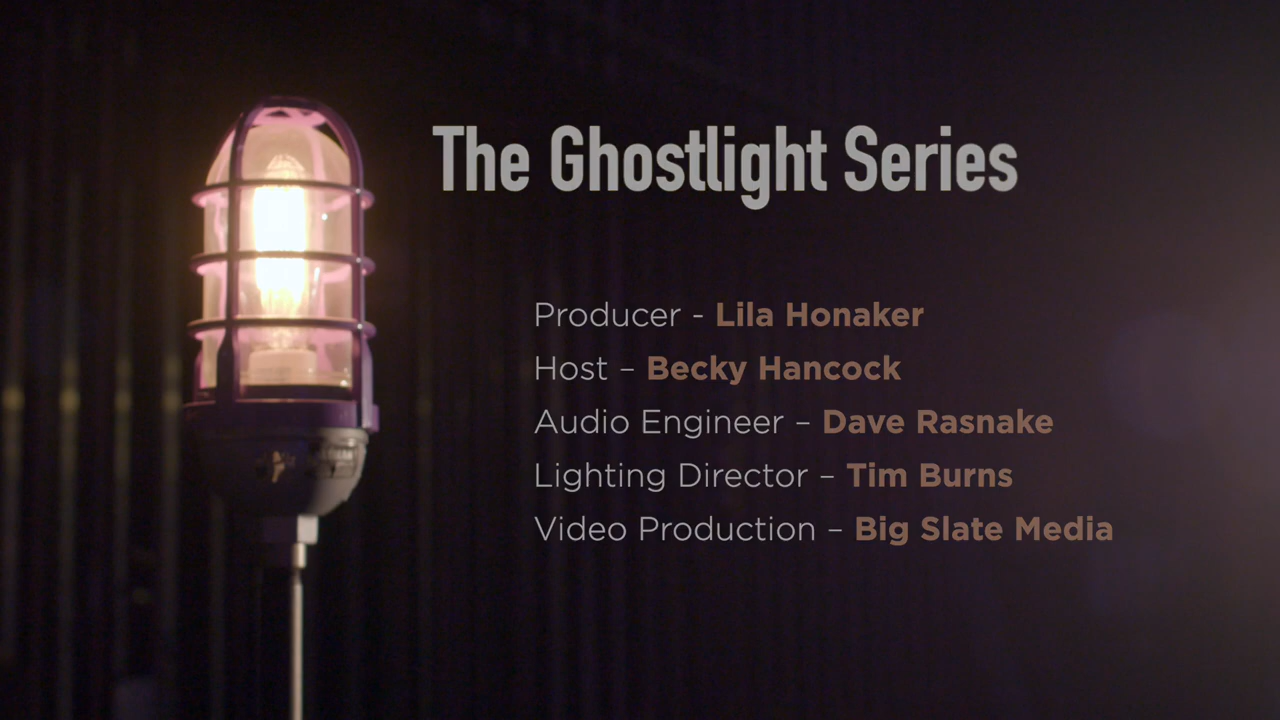 The Ghostlight Series
Producer - Lila Honaker
Host – Becky Hancock
Audio Engineer – Dave Rasnake
Lighting Director – Tim Burns
Video Production – Big Slate Media